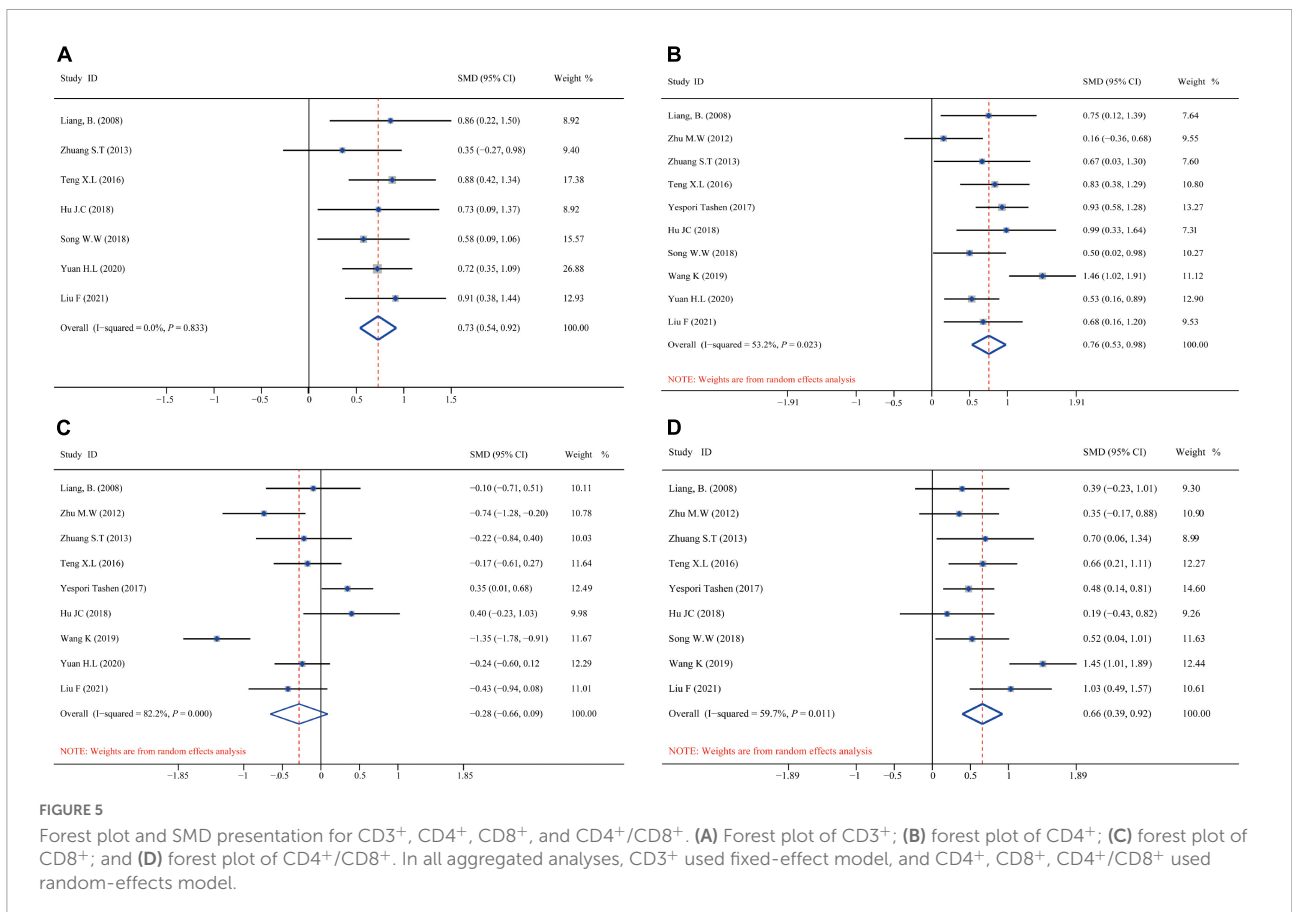 A
Study ID SMD (95% CI) Weight %
Liang, B. (2008) 0.86 (0.22, 1.50) 8.92
Zhuang S.T (2013) 0.35 (−0.27, 0.98) 9.40
Teng X.L (2016) 0.88 (0.42, 1.34) 17.38
Hu J.C (2018) 0.73 (0.09, 1.37) 8.92
Song W.W (2018) 0.58 (0.09, 1.06) 15.57
Yuan H.L (2020) 0.72 (0.35, 1.09) 26.88
Liu F (2021) 0.91 (0.38, 1.44) 12.93
Overall (I−squared = 0.0%, P = 0.833) 0.73 (0.54, 0.92) 100.00
−1.5 −1 −0.5 0 0.5 1 1.5
B
Study ID SMD (95% CI) Weight %
Liang, B. (2008) 0.75 (0.12, 1.39) 7.64
Zhu M.W (2012) 0.16 (−0.36, 0.68) 9.55
Zhuang S.T (2013) 0.67 (0.03, 1.30) 7.60
Teng X.L (2016) 0.83 (0.38, 1.29) 10.80
Yespori Tashen (2017) 0.93 (0.58, 1.28) 13.27
Hu JC (2018) 0.99 (0.33, 1.64) 7.31
Song W.W (2018) 0.50 (0.02, 0.98) 10.27
Wang K (2019) 1.46 (1.02, 1.91) 11.12
Yuan H.L (2020) 0.53 (0.16, 0.89) 12.90
Liu F (2021) 0.68 (0.16, 1.20) 9.53
Overall (I−squared = 53.2%, P = 0.023) 0.76 (0.53, 0.98) 100.00
NOTE: Weights are from random effects analysis
−1.91 −1 −0.5 0 0.5 1 1.91
C
Study ID SMD (95% CI) Weight %
Liang, B. (2008) −0.10 (−0.71, 0.51) 10.11
Zhu M.W (2012) −0.74 (−1.28, −0.20) 10.78
Zhuang S.T (2013) −0.22 (−0.84, 0.40) 10.03
Teng X.L (2016) −0.17 (−0.61, 0.27) 11.64
Yespori Tashen (2017) 0.35 (0.01, 0.68) 12.49
Hu JC (2018) 0.40 (−0.23, 1.03) 9.98
Wang K (2019) −1.35 (−1.78, −0.91) 11.67
Yuan H.L (2020) −0.24 (−0.60, 0.12 12.29
Liu F (2021) −0.43 (−0.94, 0.08) 11.01
Overall (I−squared = 82.2%, P = 0.000) −0.28 (−0.66, 0.09) 100.00
NOTE: Weights are from random effects analysis
−1.85 −1 −0.5 0 1 1.85
D
Study ID SMD (95% CI) Weight %
Liang, B. (2008) 0.39 (−0.23, 1.01) 9.30
Zhu M.W (2012) 0.35 (−0.17, 0.88) 10.90
Zhuang S.T (2013) 0.70 (0.06, 1.34) 8.99
Teng X.L (2016) 0.66 (0.21, 1.11) 12.27
Yespori Tashen (2017) 0.48 (0.14, 0.81) 14.60
Hu JC (2018) 0.19 (−0.43, 0.82) 9.26
Song W.W (2018) 0.52 (0.04, 1.01) 11.63
Wang K (2019) 1.45 (1.01, 1.89) 12.44
Liu F (2021) 1.03 (0.49, 1.57) 10.61
Overall (I−squared = 59.7%, P = 0.011) 0.66 (0.39, 0.92) 100.00
NOTE: Weights are from random effects analysis
−1.89 −1 −0.5 0 0.5 1 1.89
FIGURE 5
Forest plot and SMD presentation for CD3⁺, CD4⁺, CD8⁺, and CD4⁺/CD8⁺. (A) Forest plot of CD3⁺; (B) forest plot of CD4⁺; (C) forest plot of
CD8⁺; and (D) forest plot of CD4⁺/CD8⁺. In all aggregated analyses, CD3⁺ used fixed-effect model, and CD4⁺, CD8⁺, CD4⁺/CD8⁺ used
random-effects model.